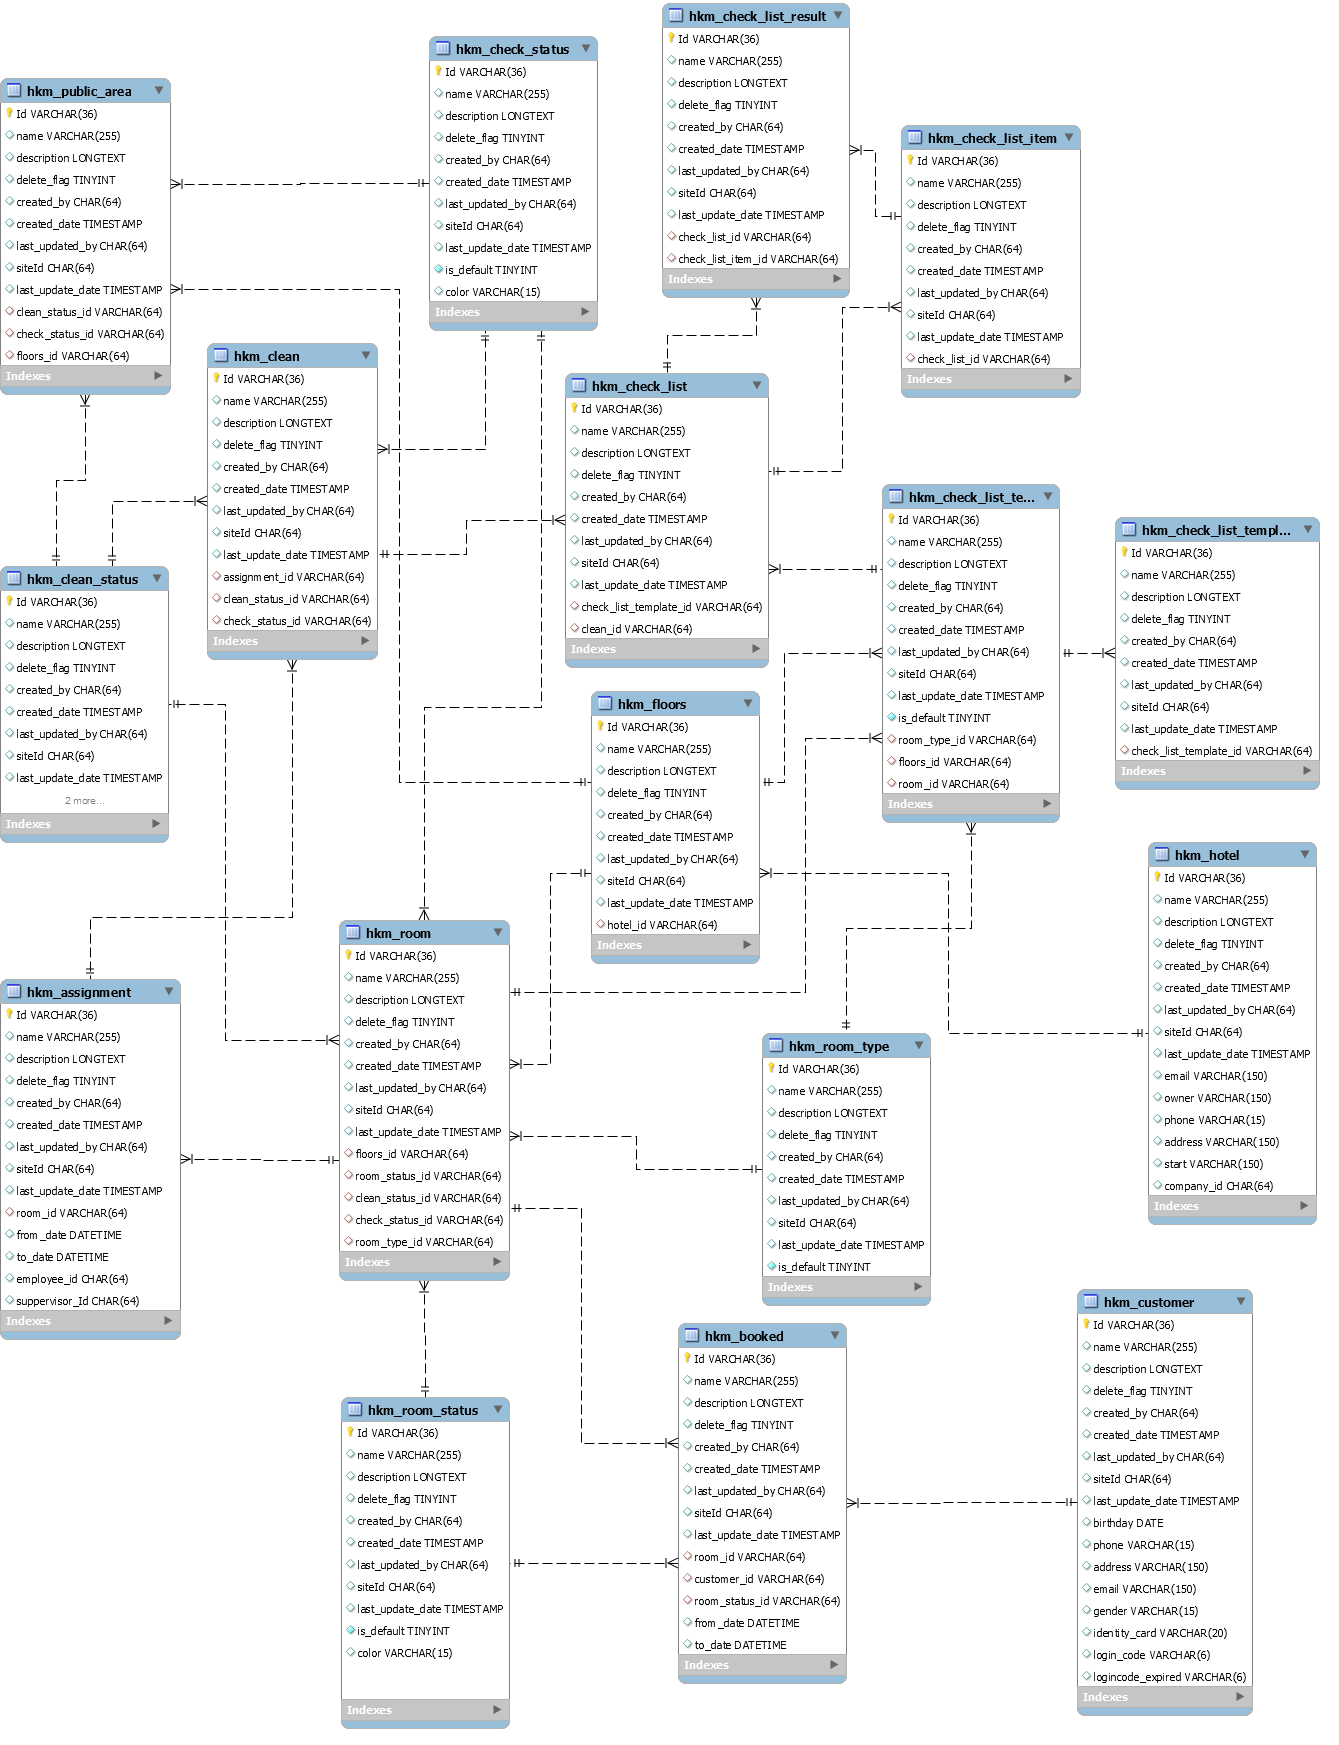 hkm_public_area
Id VARCHAR(36)
name VARCHAR(255)
description LONGTEXT
delete_flag TINYINT
created_by CHAR(64)
created_date TIMESTAMP
last_updated_by CHAR(64)
siteId CHAR(64)
last_update_date TIMESTAMP
clean_status_id VARCHAR(64)
check_status_id VARCHAR(64)
floors_id VARCHAR(64)
Indexes
hkm_check_status
Id VARCHAR(36)
name VARCHAR(255)
description LONGTEXT
delete_flag TINYINT
created_by CHAR(64)
created_date TIMESTAMP
last_updated_by CHAR(64)
siteId CHAR(64)
last_update_date TIMESTAMP
is_default TINYINT
color VARCHAR(15)
Indexes
hkm_check_list_result
Id VARCHAR(36)
name VARCHAR(255)
description LONGTEXT
delete_flag TINYINT
created_by CHAR(64)
created_date TIMESTAMP
last_updated_by CHAR(64)
siteId CHAR(64)
last_update_date TIMESTAMP
check_list_id VARCHAR(64)
check_list_item_id VARCHAR(64)
Indexes
hkm_check_list_item
Id VARCHAR(36)
name VARCHAR(255)
description LONGTEXT
delete_flag TINYINT
created_by CHAR(64)
created_date TIMESTAMP
last_updated_by CHAR(64)
siteId CHAR(64)
last_update_date TIMESTAMP
check_list_id VARCHAR(64)
Indexes
hkm_clean
Id VARCHAR(36)
name VARCHAR(255)
description LONGTEXT
delete_flag TINYINT
created_by CHAR(64)
created_date TIMESTAMP
last_updated_by CHAR(64)
siteId CHAR(64)
last_update_date TIMESTAMP
assignment_id VARCHAR(64)
clean_status_id VARCHAR(64)
check_status_id VARCHAR(64)
Indexes
hkm_check_list
Id VARCHAR(36)
name VARCHAR(255)
description LONGTEXT
delete_flag TINYINT
created_by CHAR(64)
created_date TIMESTAMP
last_updated_by CHAR(64)
siteId CHAR(64)
last_update_date TIMESTAMP
check_list_template_id VARCHAR(64)
clean_id VARCHAR(64)
Indexes
hkm_check_list_te...
Id VARCHAR(36)
name VARCHAR(255)
description LONGTEXT
delete_flag TINYINT
created_by CHAR(64)
created_date TIMESTAMP
last_updated_by CHAR(64)
siteId CHAR(64)
last_update_date TIMESTAMP
is_default TINYINT
room_type_id VARCHAR(64)
floors_id VARCHAR(64)
room_id VARCHAR(64)
Indexes
hkm_check_list_templ...
Id VARCHAR(36)
name VARCHAR(255)
description LONGTEXT
delete_flag TINYINT
created_by CHAR(64)
created_date TIMESTAMP
last_updated_by CHAR(64)
siteId CHAR(64)
last_update_date TIMESTAMP
check_list_template_id VARCHAR(64)
Indexes
hkm_clean_status
Id VARCHAR(36)
name VARCHAR(255)
description LONGTEXT
delete_flag TINYINT
created_by CHAR(64)
created_date TIMESTAMP
last_updated_by CHAR(64)
siteId CHAR(64)
last_update_date TIMESTAMP
2 more...
Indexes
hkm_floors
Id VARCHAR(36)
name VARCHAR(255)
description LONGTEXT
delete_flag TINYINT
created_by CHAR(64)
created_date TIMESTAMP
last_updated_by CHAR(64)
siteId CHAR(64)
last_update_date TIMESTAMP
hotel_id VARCHAR(64)
Indexes
hkm_hotel
Id VARCHAR(36)
name VARCHAR(255)
description LONGTEXT
delete_flag TINYINT
created_by CHAR(64)
created_date TIMESTAMP
last_updated_by CHAR(64)
siteId CHAR(64)
last_update_date TIMESTAMP
email VARCHAR(150)
owner VARCHAR(150)
phone VARCHAR(15)
address VARCHAR(150)
start VARCHAR(150)
company_id CHAR(64)
Indexes
hkm_room
Id VARCHAR(36)
name VARCHAR(255)
description LONGTEXT
delete_flag TINYINT
created_by CHAR(64)
created_date TIMESTAMP
last_updated_by CHAR(64)
siteId CHAR(64)
last_update_date TIMESTAMP
floors_id VARCHAR(64)
room_status_id VARCHAR(64)
clean_status_id VARCHAR(64)
check_status_id VARCHAR(64)
room_type_id VARCHAR(64)
Indexes
hkm_assignment
Id VARCHAR(36)
name VARCHAR(255)
description LONGTEXT
delete_flag TINYINT
created_by CHAR(64)
created_date TIMESTAMP
last_updated_by CHAR(64)
siteId CHAR(64)
last_update_date TIMESTAMP
room_id VARCHAR(64)
from_date DATETIME
to_date DATETIME
employee_id CHAR(64)
suppervisor_Id CHAR(64)
Indexes
hkm_room_type
Id VARCHAR(36)
name VARCHAR(255)
description LONGTEXT
delete_flag TINYINT
created_by CHAR(64)
created_date TIMESTAMP
last_updated_by CHAR(64)
siteId CHAR(64)
last_update_date TIMESTAMP
is_default TINYINT
Indexes
hkm_room_status
Id VARCHAR(36)
name VARCHAR(255)
description LONGTEXT
delete_flag TINYINT
created_by CHAR(64)
created_date TIMESTAMP
last_updated_by CHAR(64)
siteId CHAR(64)
last_update_date TIMESTAMP
is_default TINYINT
color VARCHAR(15)
Indexes
hkm_booked
Id VARCHAR(36)
name VARCHAR(255)
description LONGTEXT
delete_flag TINYINT
created_by CHAR(64)
created_date TIMESTAMP
last_updated_by CHAR(64)
siteId CHAR(64)
last_update_date TIMESTAMP
room_id VARCHAR(64)
customer_id VARCHAR(64)
room_status_id VARCHAR(64)
from_date DATETIME
to_date DATETIME
Indexes
hkm_customer
Id VARCHAR(36)
name VARCHAR(255)
description LONGTEXT
delete_flag TINYINT
created_by CHAR(64)
created_date TIMESTAMP
last_updated_by CHAR(64)
siteId CHAR(64)
last_update_date TIMESTAMP
birthday DATE
phone VARCHAR(15)
address VARCHAR(150)
email VARCHAR(150)
gender VARCHAR(15)
identity_card VARCHAR(20)
login_code VARCHAR(6)
logincode_expired VARCHAR(6)
Indexes